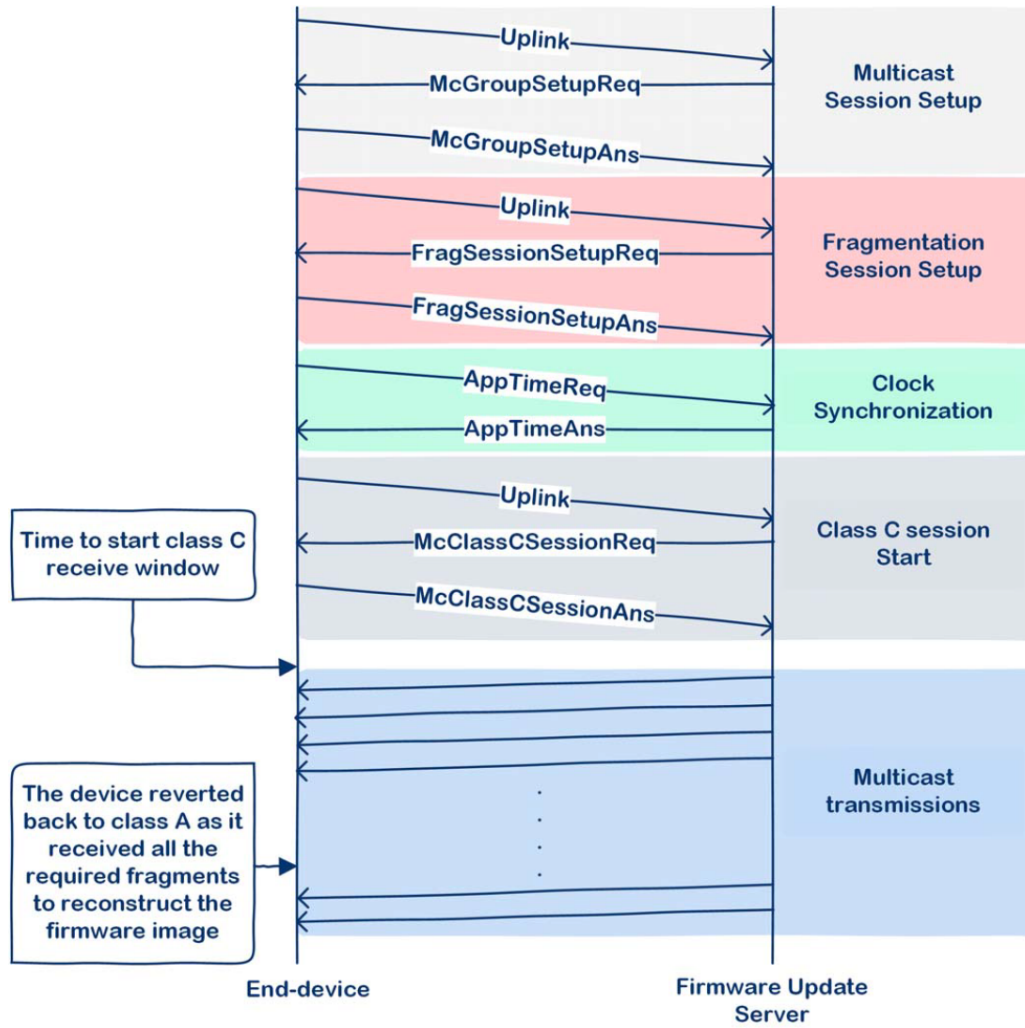 Uplink
McGroupSetupReq
McGroupSetupAns
Multicast
Session Setup
Uplink
FragSessionSetupReq
FragSessionSetupAns
Fragmentation
Session Setup
AppTimeReq
AppTimeAns
Clock
Synchronization
Uplink
McClassCSessionReq
McClassCSessionAns
Class C session
Start
Time to start class C
receive window
Multicast
transmissions
The device reverted
back to class A as it
received all the
required fragments
to reconstruct the
firmware image
End-device
Firmware Update
Server